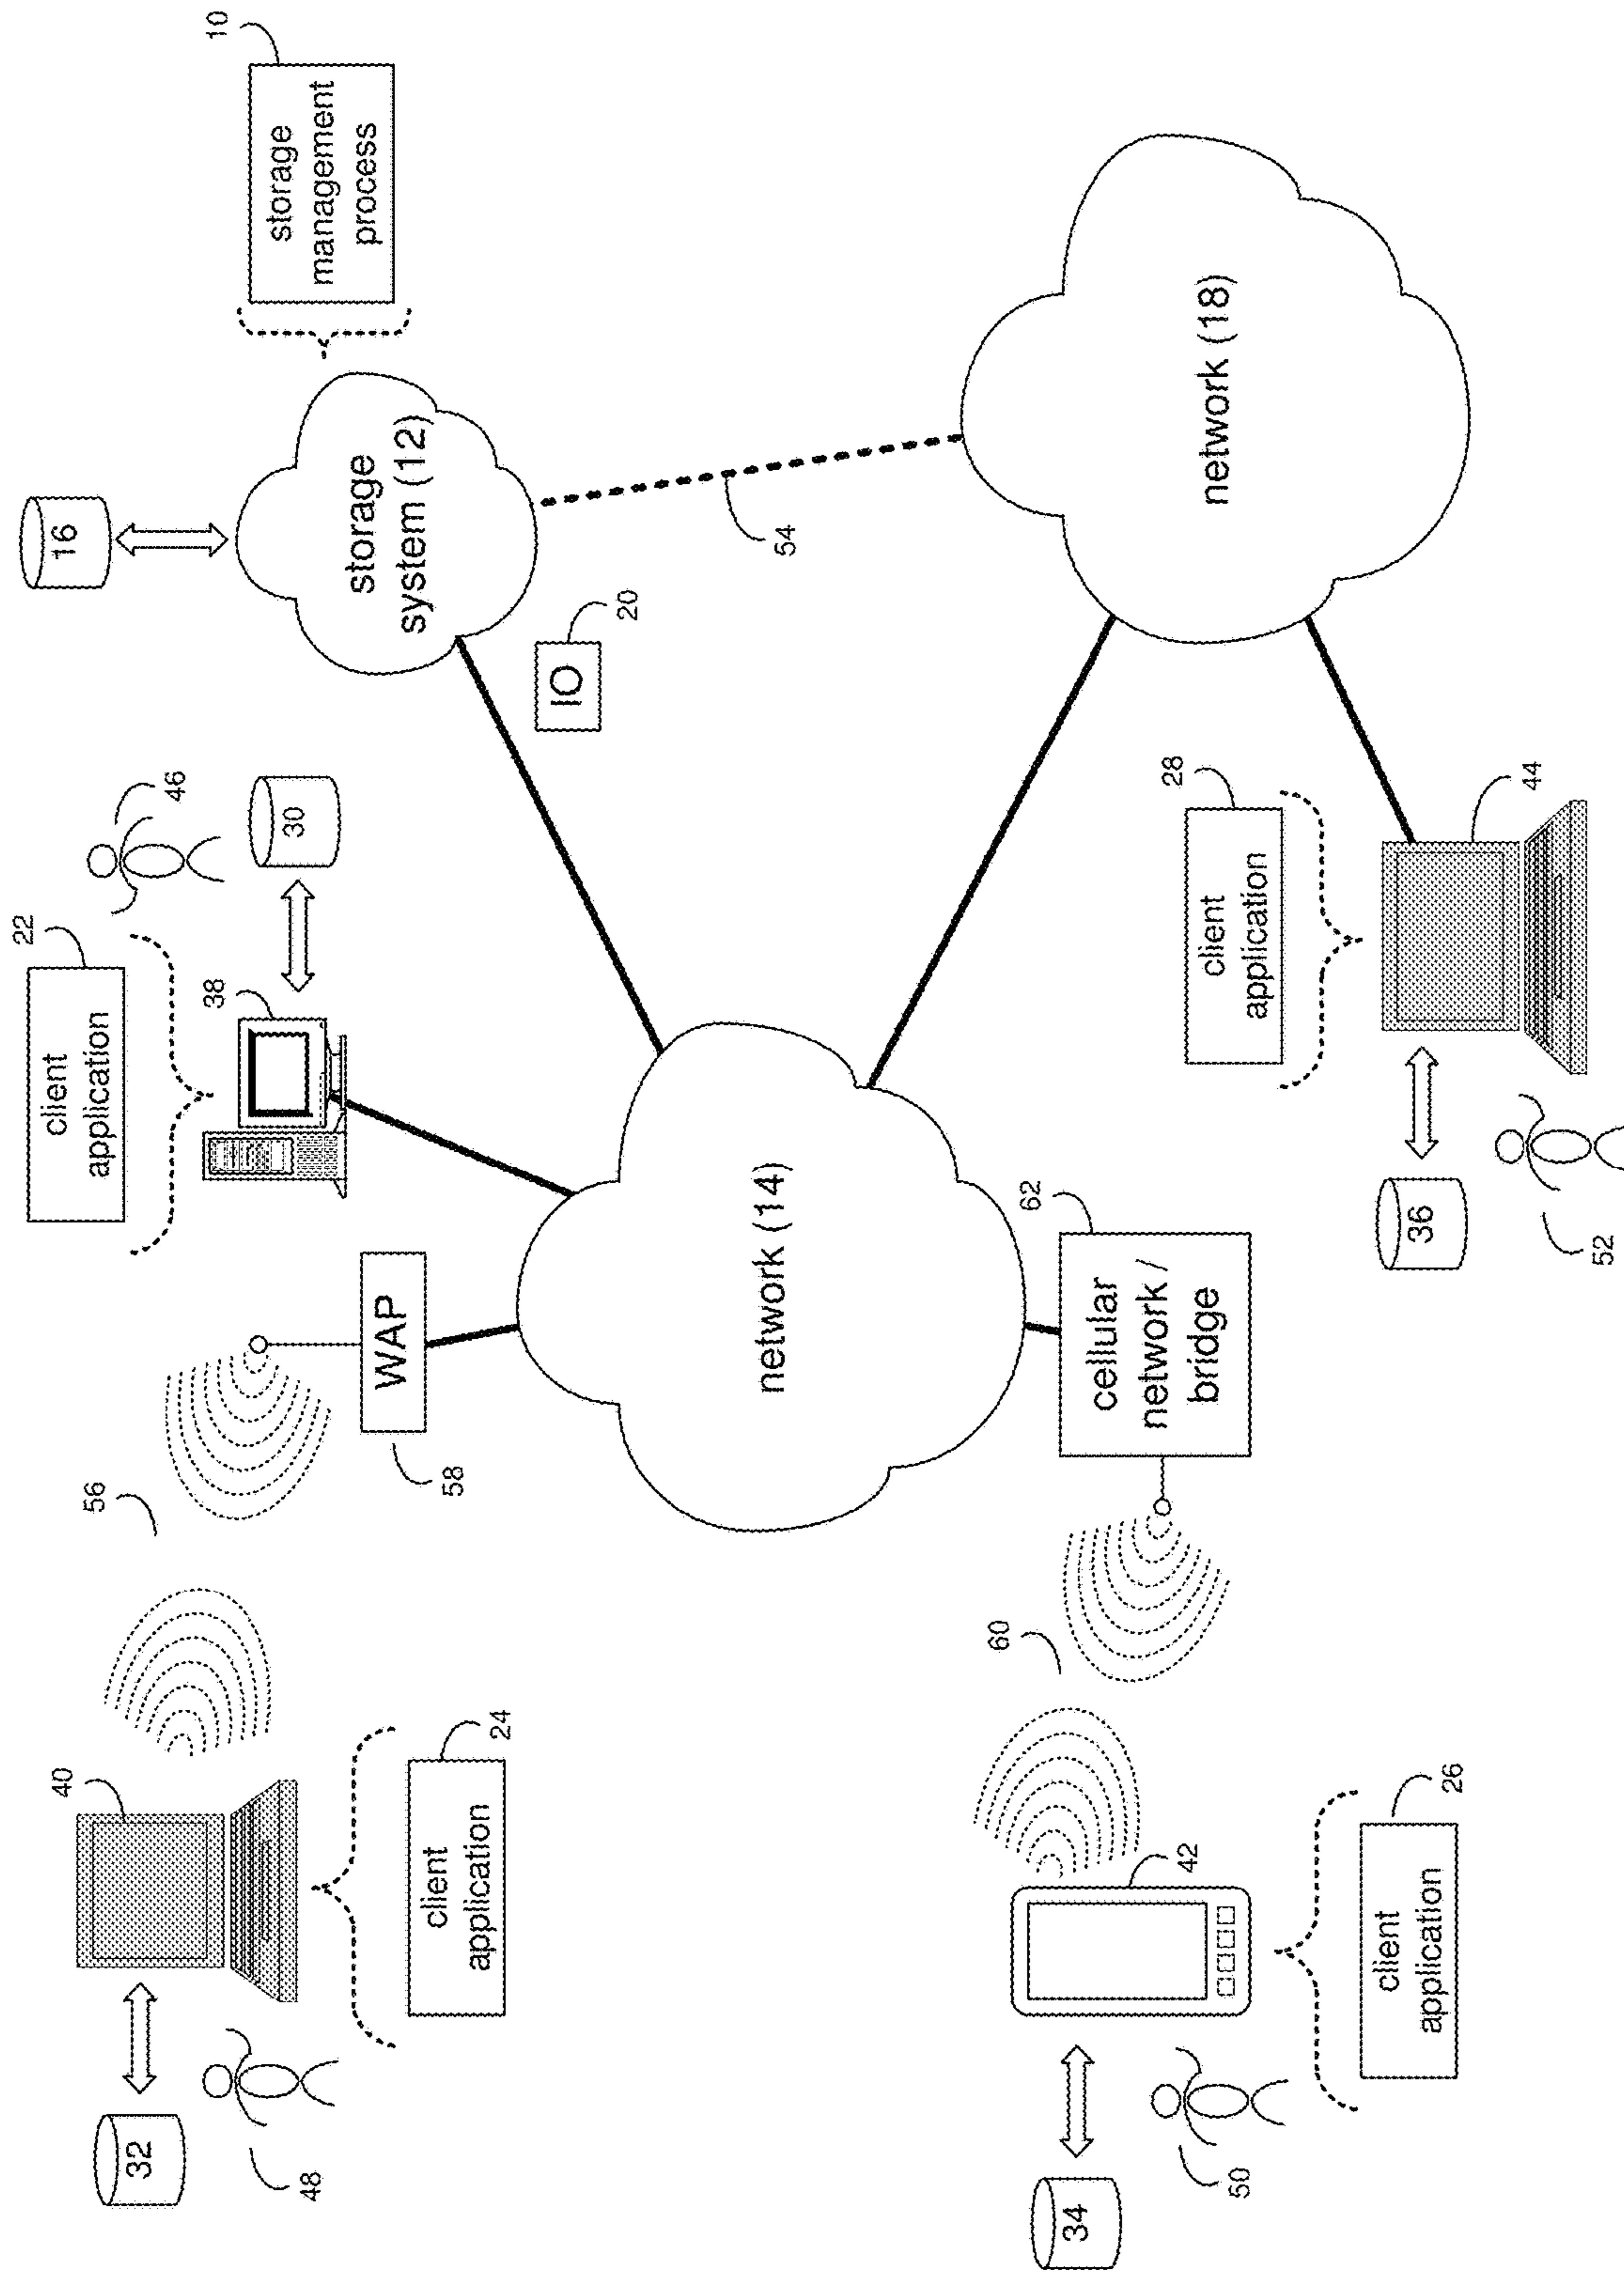 16
22
client
application
40
56
32
46
10
38
30
storage
management
process
48
WAP
58
storage
system (12)
24
client
application
IO
20
network (14)
54
60
62
34
cellular
network /
bridge
42
28
client
application
network (18)
50
26
client
application
36
44
52